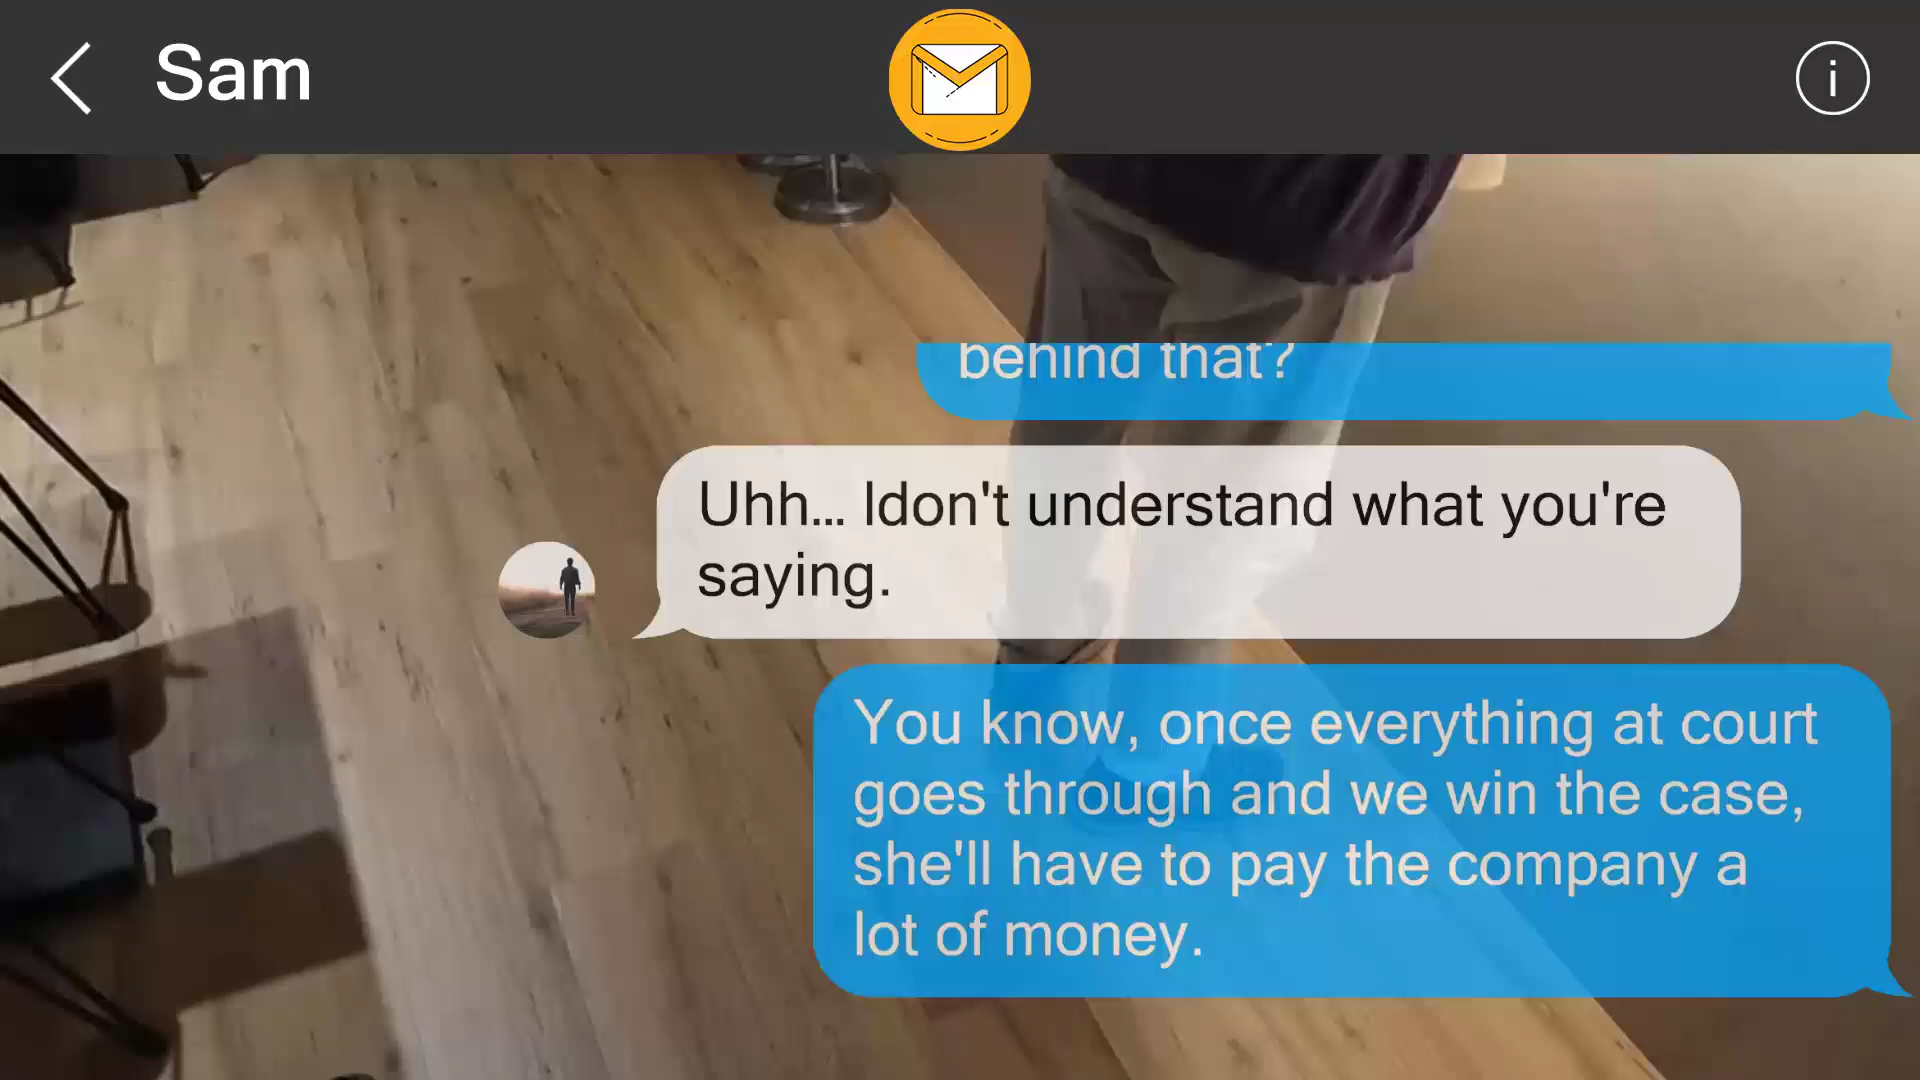 Sam
behind that?
Uhh... Idon't understand what you're
saying.
You know, once everything at court
goes through and we win the case,
she'll have to pay the company a
lot of money.